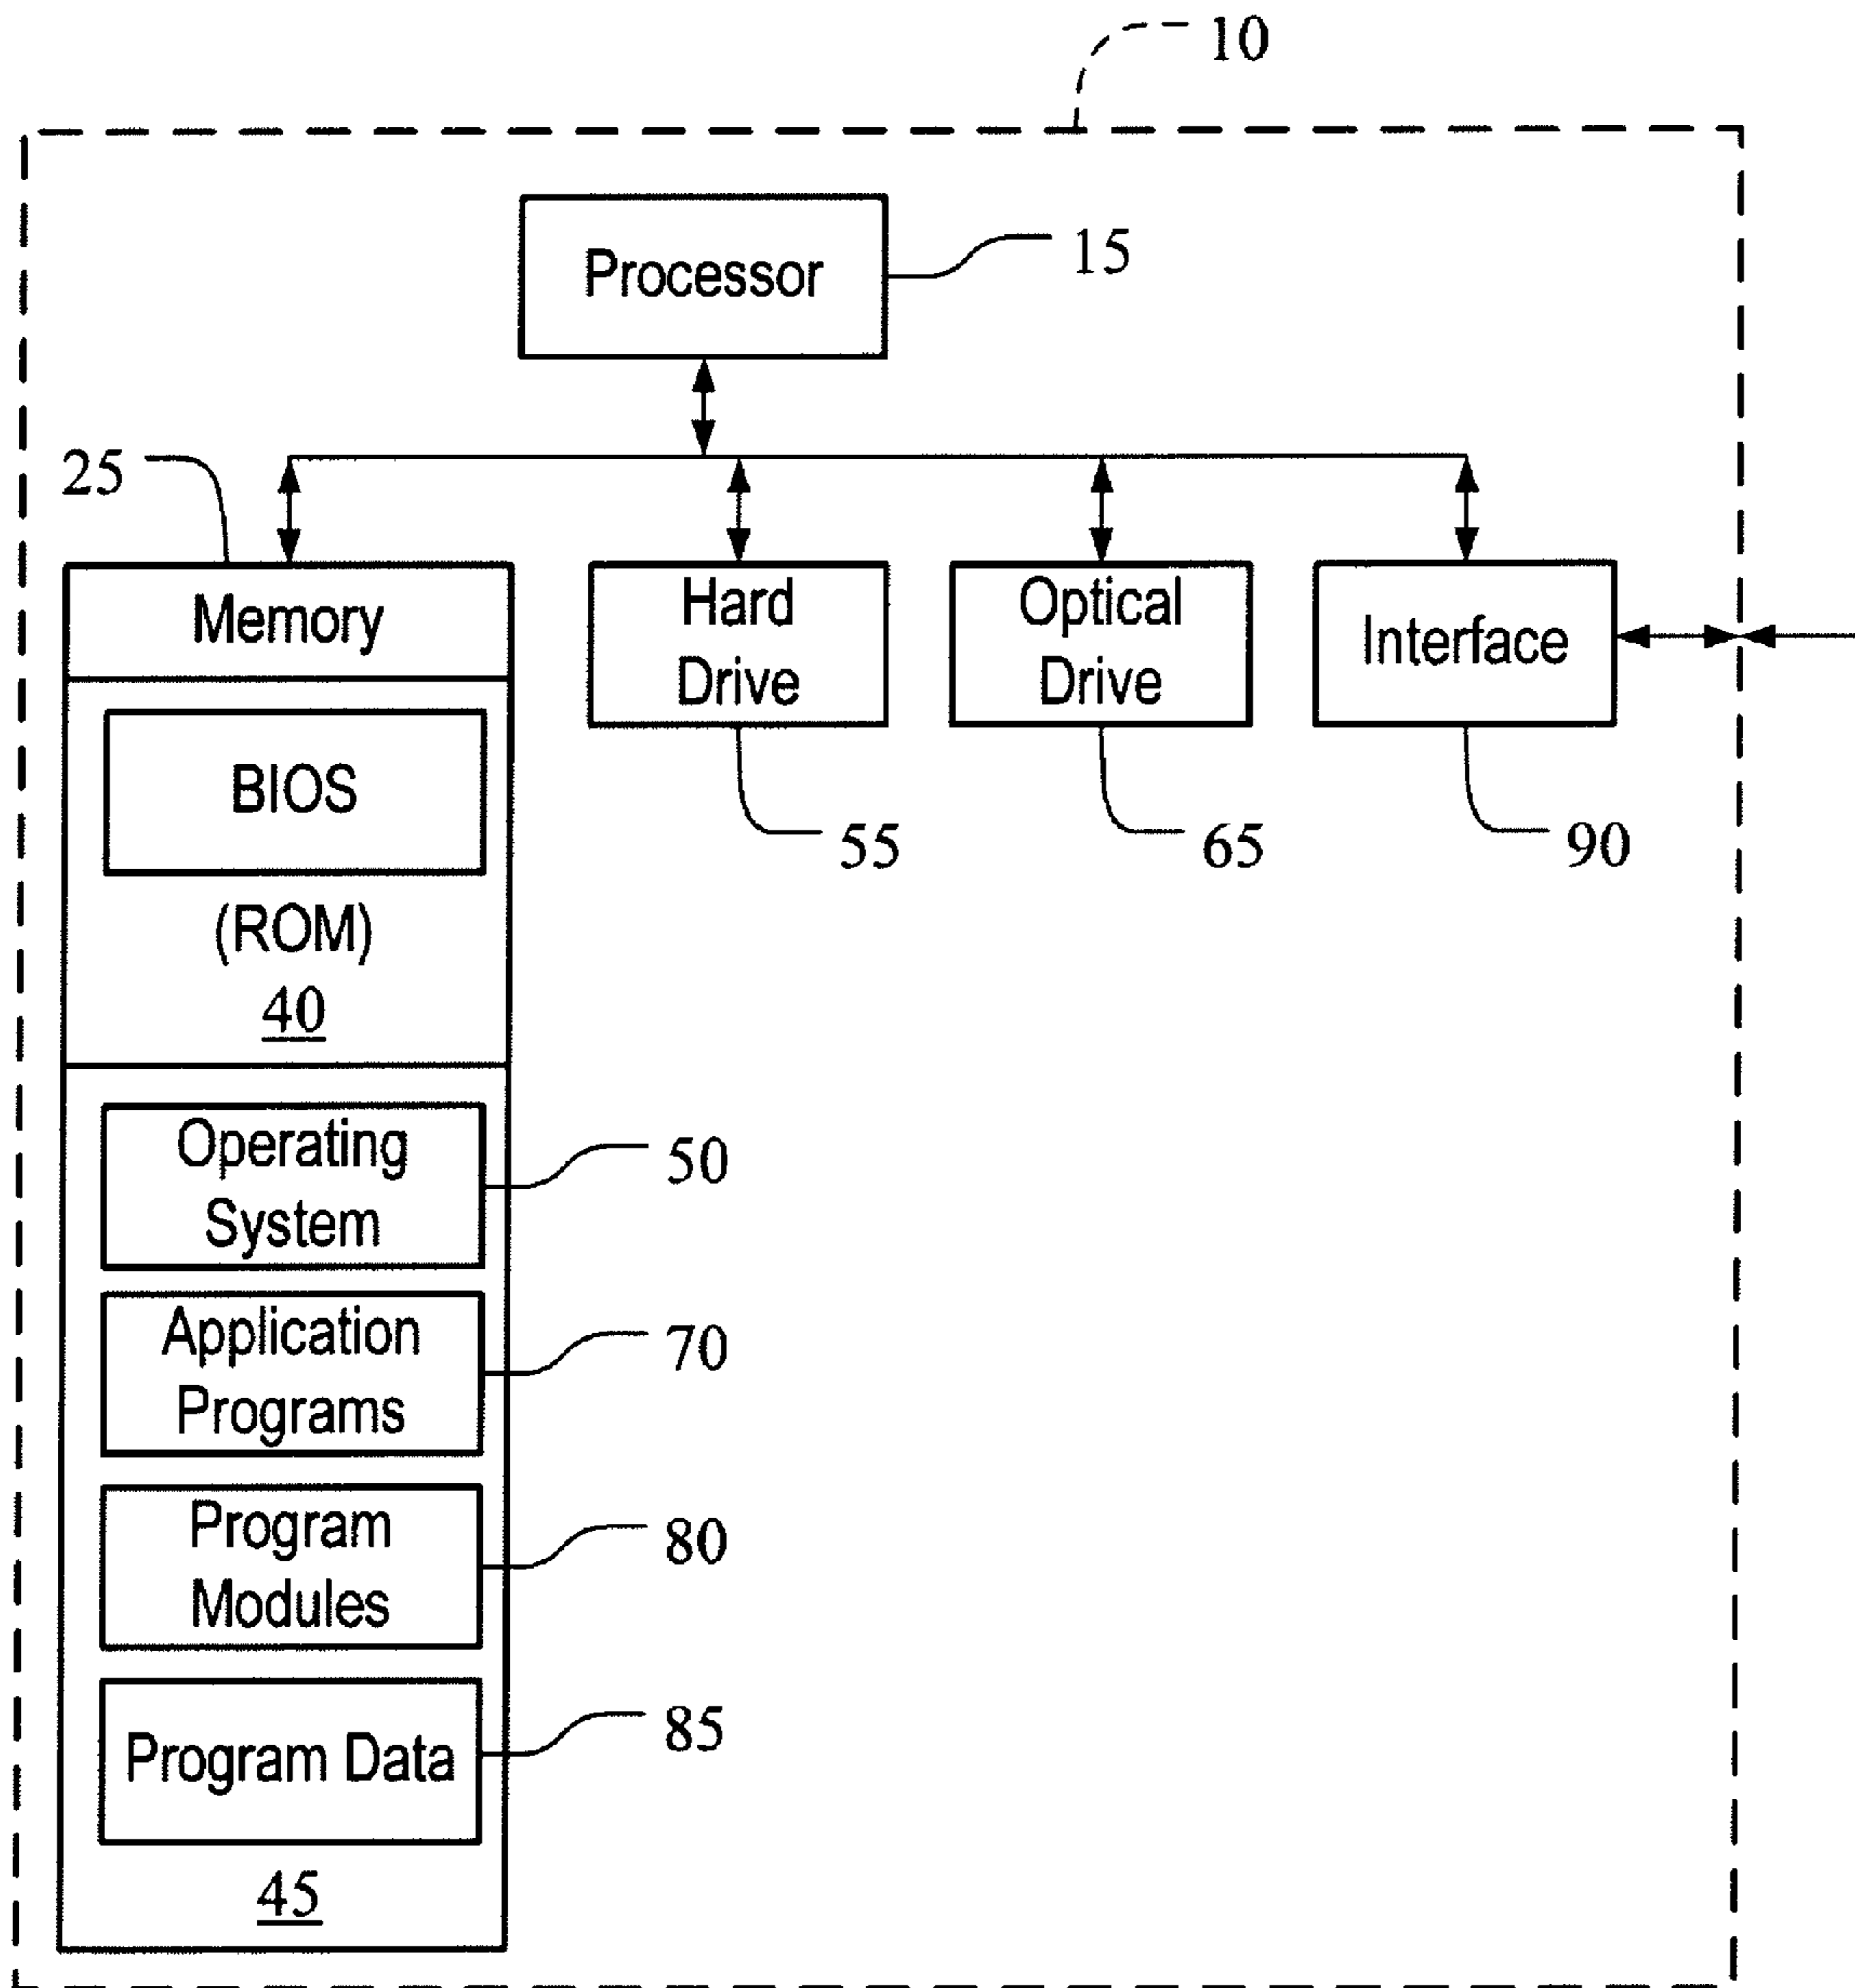 10
Processor
15
25
Memory
Hard
Drive
Optical
Drive
Interface
BIOS
55
65
90
(ROM)
40
Operating
System
50
Application
Programs
70
Program
Modules
80
Program Data
85
45